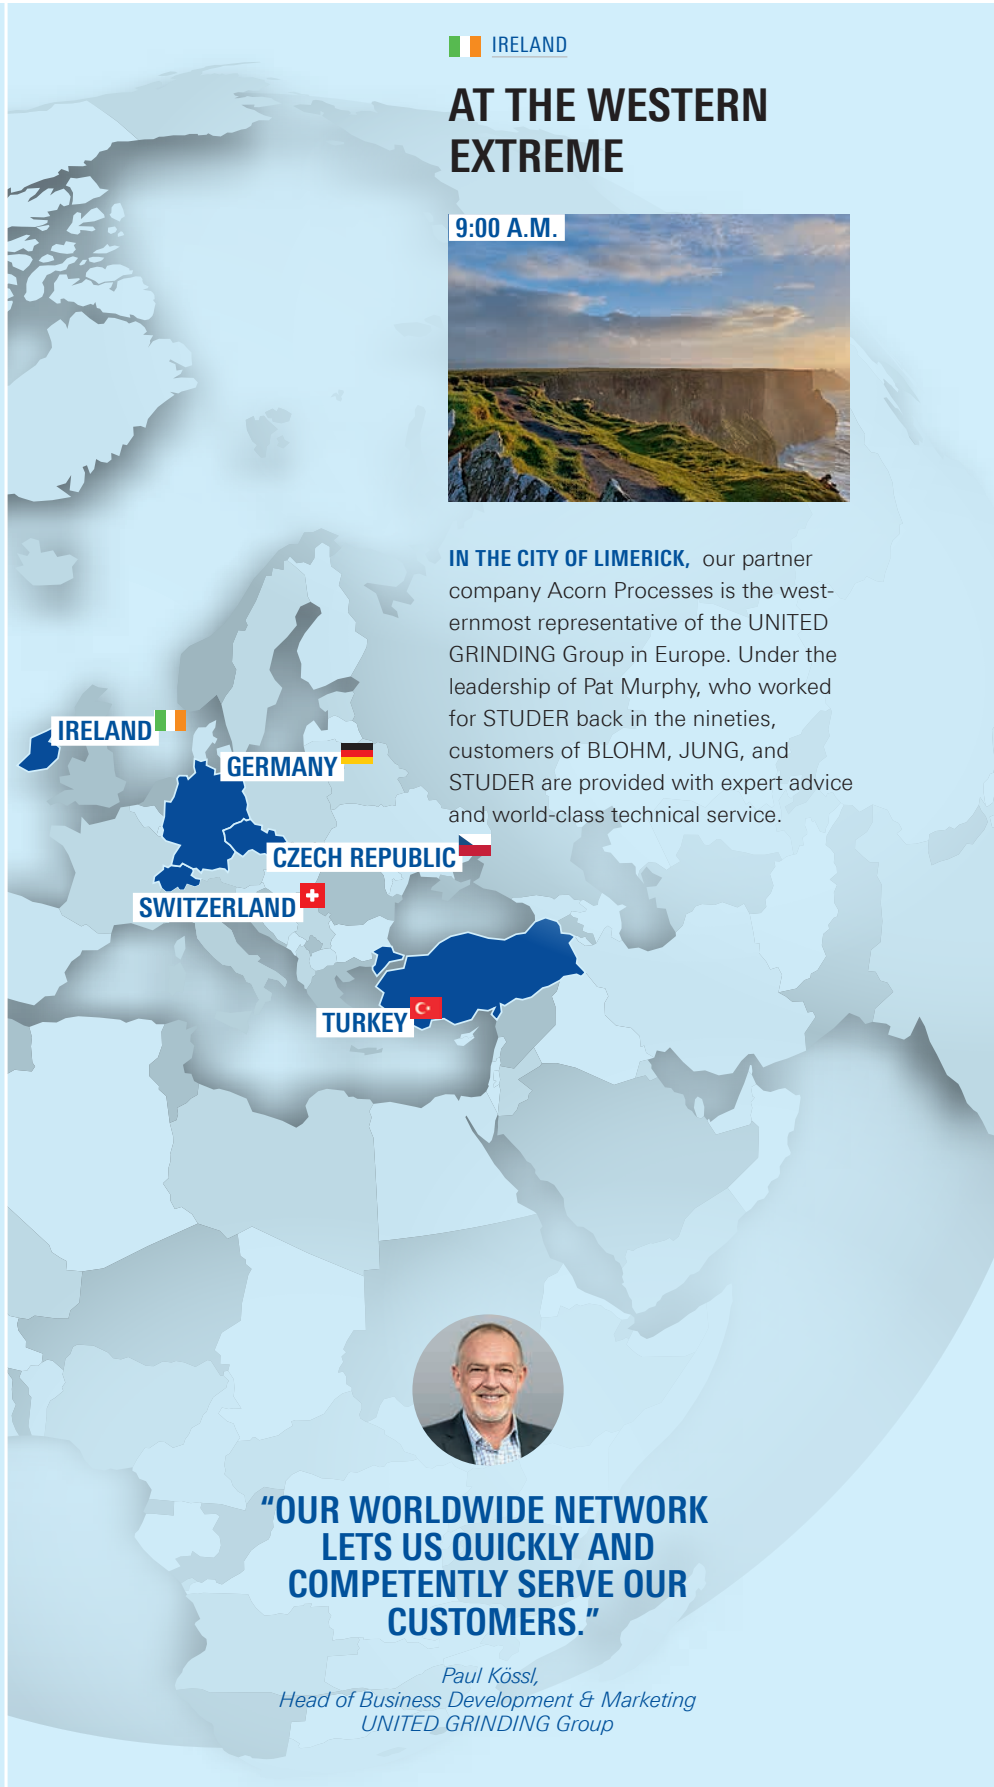 IRELAND
AT THE WESTERN
EXTREME
9:00 A.M.
IN THE CITY OF LIMERICK, our partner
company Acorn Processes is the west-
ernmost representative of the UNITED
GRINDING Group in Europe. Under the
leadership of Pat Murphy, who worked
for STUDER back in the nineties,
customers of BLOHM, JUNG, and
STUDER are provided with expert advice
and world-class technical service.
IRELAND
GERMANY
CZECH REPUBLIC
SWITZERLAND
TURKEY
“OUR WORLDWIDE NETWORK
LETS US QUICKLY AND
COMPETENTLY SERVE OUR
CUSTOMERS.”
Paul Kössl,
Head of Business Development & Marketing
UNITED GRINDING Group